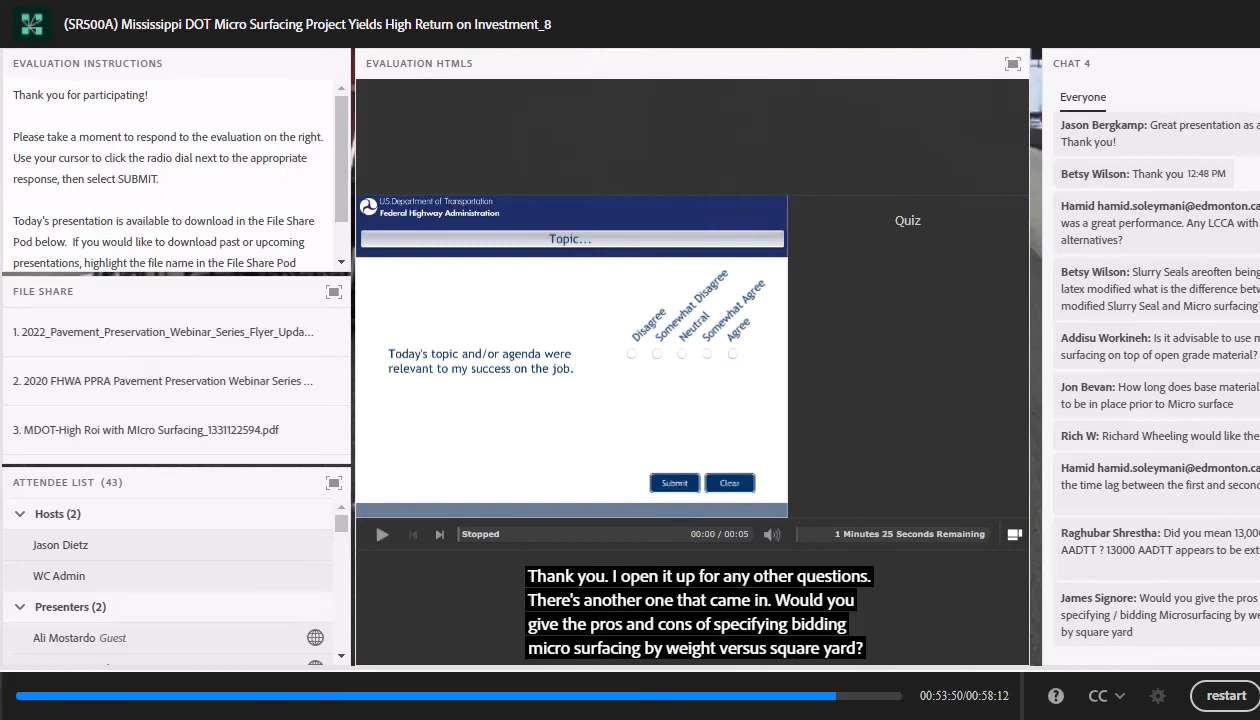 (SR500A) Mississippi DOT Micro Surfacing Project Yields High Return on Investment_8
EVALUATION INSTRUCTIONS
Thank you for participating!
Please take a moment to respond to the evaluation on the right.
Use your cursor to click the radio dial next to the appropriate
response, then select SUBMIT.
Today's presentation is available to download in the File Share
Pod below. If you would like to download past or upcoming
presentations, highlight the file name in the File Share Pod
FILE SHARE
1. 2022_Pavement_Preservation_Webinar_Series_Flyer_Upda...
2. 2020 FHWA PPRA Pavement Preservation Webinar Series ...
3. MDOT-High Roi with MIcro Surfacing_1331122594.pdf
ATTENDEE LIST (43)
Hosts (2)
Jason Dietz
WC Admin
Presenters (2)
Ali Mostardo Guest
EVALUATION HTML5
U.S. Department of Transportation
Federal Highway Administration
Topic...
Disagree
Somewhat Disagree
Neutral
Somewhat Agree
Agree
Today's topic and/or agenda were
relevant to my success on the job.
Submit
Clear
Quiz
Stopped
00:00 / 00:05
1 Minutes 25 Seconds Remaining
Thank you. I open it up for any other questions.
There's another one that came in. Would you
give the pros and cons of specifying bidding
micro surfacing by weight versus square yard?
CHAT 4
Everyone
Jason Bergkamp: Great presentation as a
Thank you!
Betsy Wilson: Thank you 12:48 PM
Hamid hamid.soleymani@edmonton.ca
was a great performance. Any LCCA with
alternatives?
Betsy Wilson: Slurry Seals areoften being
latex modified what is the difference betw
modified Slurry Seal and Micro surfacing?
Addisu Workineh: Is it advisable to use m
surfacing on top of open grade material?
Jon Bevan: How long does base material
to be in place prior to Micro surface
Rich W: Richard Wheeling would like the
Hamid hamid.soleymani@edmonton.ca
the time lag between the first and second
Raghubar Shrestha: Did you mean 13,000
AADTT ? 13000 AADTT appears to be ext
James Signore: Would you give the pros
specifying / bidding Microsurfacing by we
by square yard
00:53:50/00:58:12
CC
restart